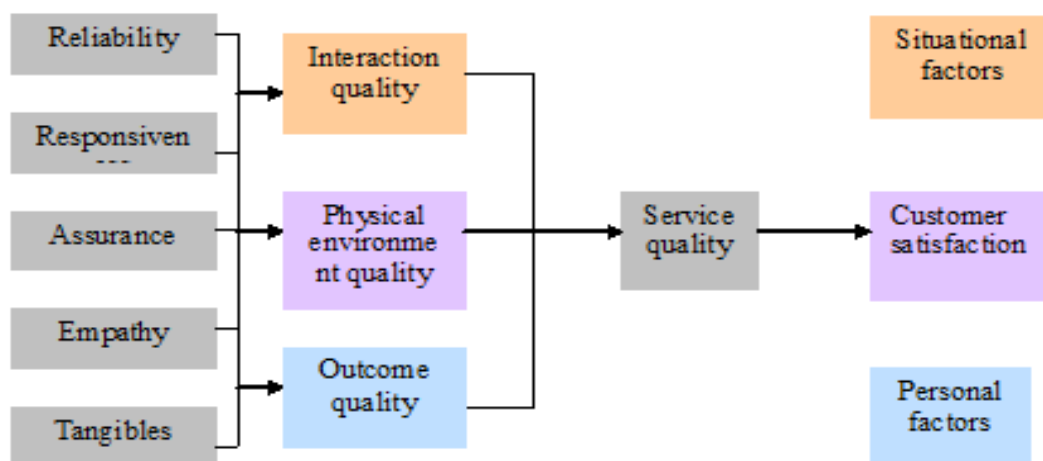 Reliability
Responsiven
Assurance
Empathy
Tangibles
Interaction
quality
Physical
environme
nt quality
Outcome
quality
Service
quality
Situational
factors
Customer
satisfaction
Personal
factors